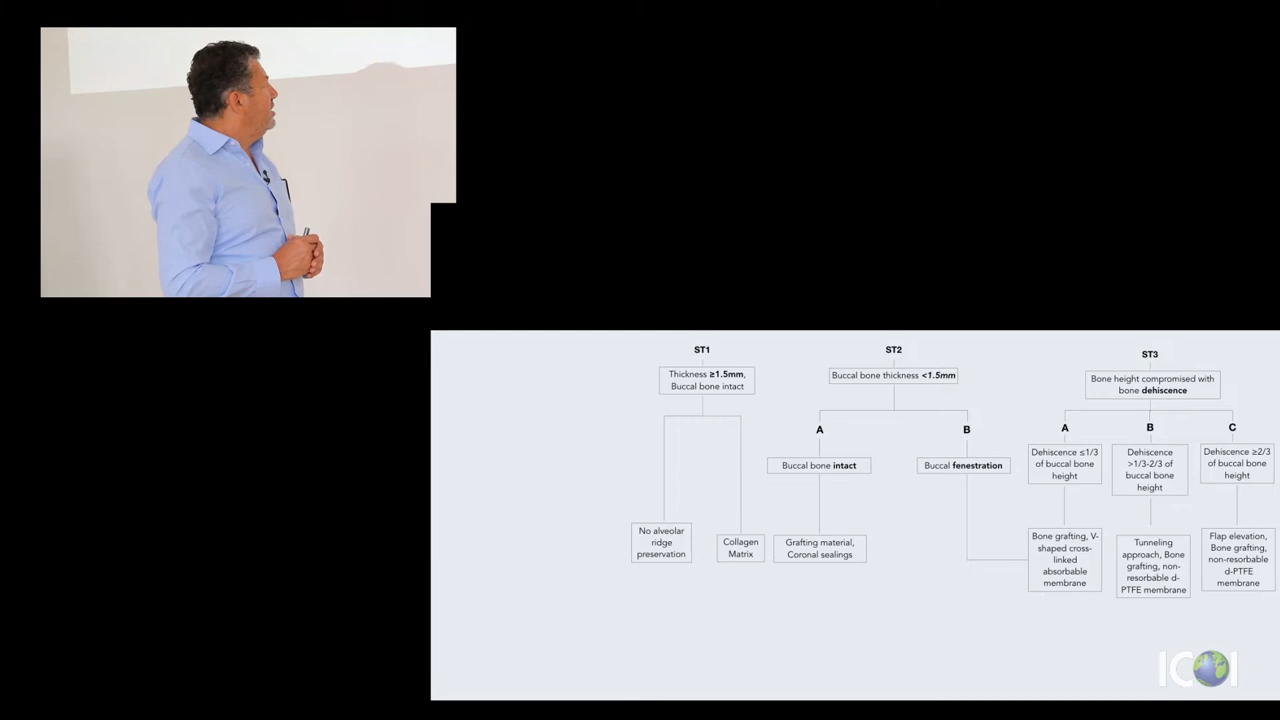 ST1
Thickness ≥1.5mm,
Buccal bone intact
No alveolar
ridge
preservation
Collagen
Matrix
ST2
Buccal bone thickness <1.5mm
A
Buccal bone intact
Grafting material,
Coronal sealings
B
Buccal fenestration
ST3
Bone height compromised with
bone dehiscence
A
Dehiscence ≤1/3
of buccal bone
height
Bone grafting, V-
shaped cross-
linked
absorbable
membrane
B
Dehiscence
>1/3-2/3 of
buccal bone
height
Tunneling
approach, Bone
grafting, non-
resorbable d-
PTFE membrane
C
Dehiscence ≥2/3
of buccal bone
height
Flap elevation,
Bone grafting,
non-resorbable
d-PTFE
membrane
ICOI